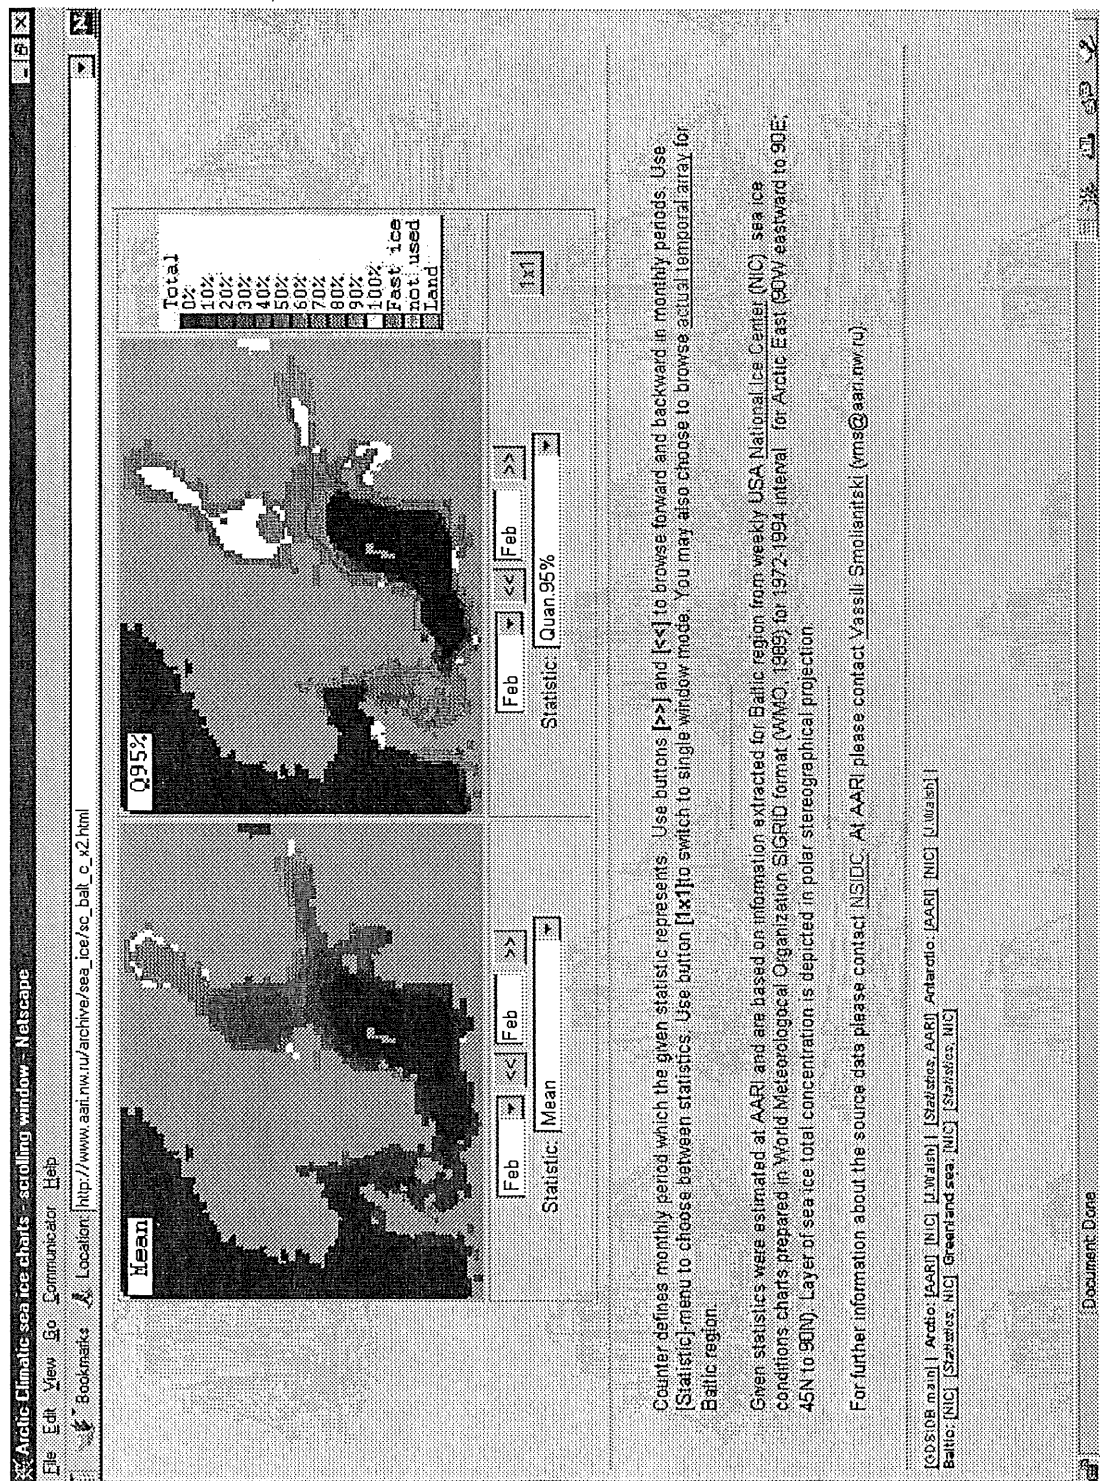 Arctic Climatic sea ice charts - scrolling window - Netscape
File Edit View Go Communicator Help
Bookmarks Location: http://www.aari.nw.ru/archive/sea_ice/sc_balt_c_x2.html
Mean
Q95%
Total
0%
10%
20%
30%
40%
50%
60%
70%
80%
90%
100%
Fast ice
not used
Land
Feb << Feb >>
Statistic: Mean
Feb << Feb >>
Statistic: Quan.95%
1x1
Counter defines monthly period which the given statistic represents. Use buttons [>>] and [<<] to browse forward and backward in monthly periods. Use
[Statistic]-menu to choose between statistics. Use button [1x1]to switch to single window mode. You may also choose to browse actual temporal array for
Baltic region.
Given statistics were estimated at AARI and are based on information extracted for Baltic region from weekly USA National Ice Center (NIC) sea ice
conditions charts prepared in World Meteorological Organization SIGRID format (WMO, 1989) for 1972-1994 interval for Arctic East (90W eastward to 90E;
45N to 90N). Layer of sea ice total concentration is depicted in polar stereographical projection
For further information about the source data please contact NSIDC. At AARI please contact Vassili Smolianitski (vms@aari.nw.ru)
[GDSIDB main] | Arctic: [AARI] [NIC] [J.Walsh] | [Statistics, AARI] Antarctic: [AARI] [NIC] [J.Walsh] |
Baltic: [NIC] [Statistics, NIC] Greenland sea: [NIC] [Statistics, NIC]
Document: Done